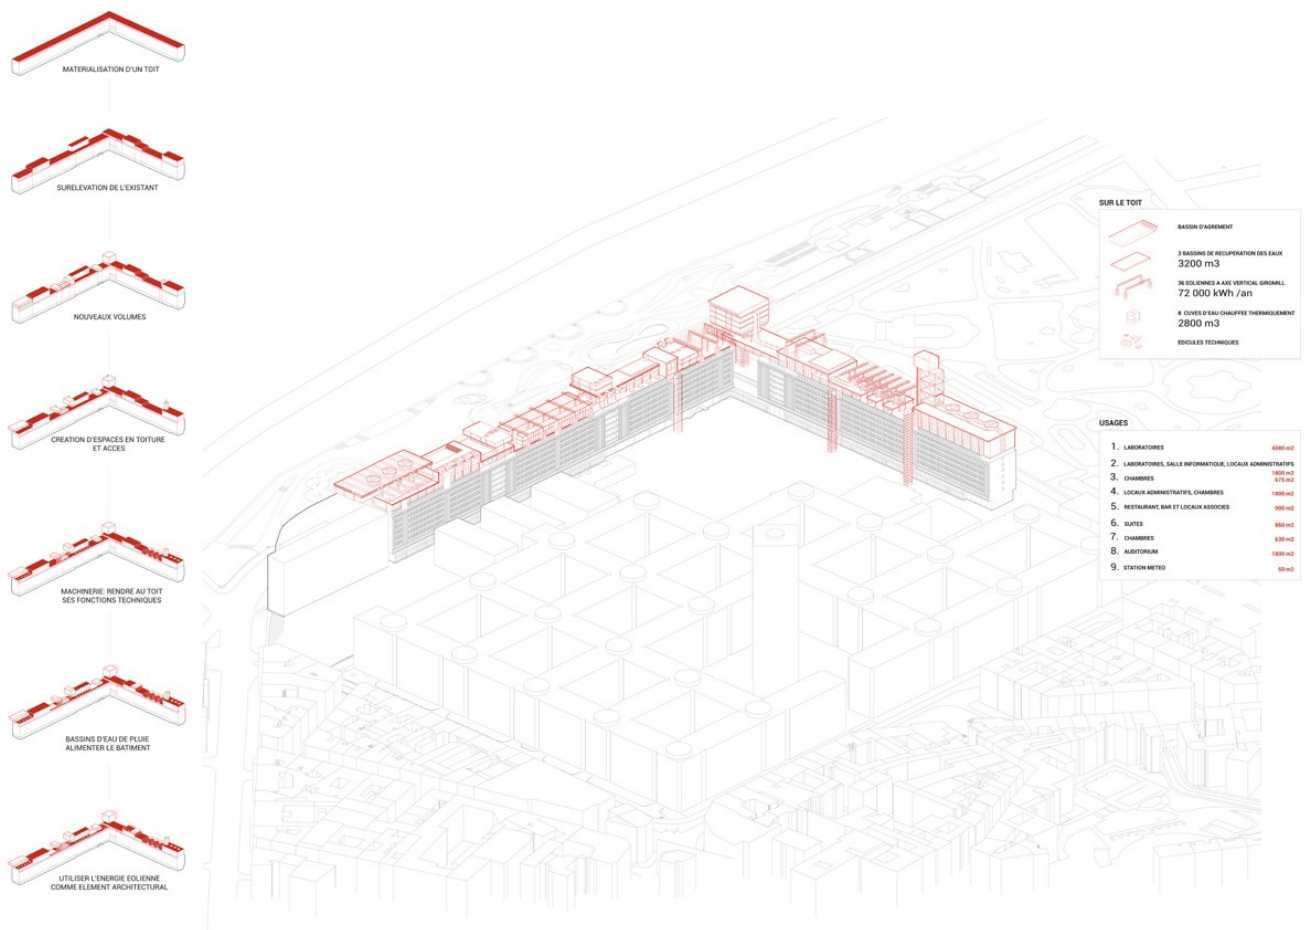 MATERIALISATION D'UN TOIT
SURELEVATION DE L'EXISTANT
NOUVEAUX VOLUMES
CREATION D'ESPACES EN TOITURE
ET ACCES
MACHINERIE: RENDRE AU TOIT
SES FONCTIONS TECHNIQUES
BASSINS D'EAU DE PLUIE
ALIMENTER LE BATIMENT
UTILISER L'ENERGIE EOLIENNE
COMME ELEMENT ARCHITECTURAL
SUR LE TOIT
BASSIN D'AGREMENT
3 BASSINS DE RECUPERATION DES EAUX
3200 m3
36 EOLIENNES A AXE VERTICAL GIROMILL
72 000 kWh /an
8 CUVES D'EAU CHAUFFEE THERMIQUEMENT
2800 m3
EDICULES TECHNIQUES
USAGES
1. LABORATOIRES 4080 m2
2. LABORATOIRES, SALLE INFORMATIQUE, LOCAUX ADMINISTRATIFS
1800 m2
3. CHAMBRES 675 m2
4. LOCAUX ADMINISTRATIFS, CHAMBRES 1800 m2
5. RESTAURANT, BAR ET LOCAUX ASSOCIES 900 m2
6. SUITES 860 m2
7. CHAMBRES 630 m2
8. AUDITORIUM 1800 m2
9. STATION METEO 50 m2